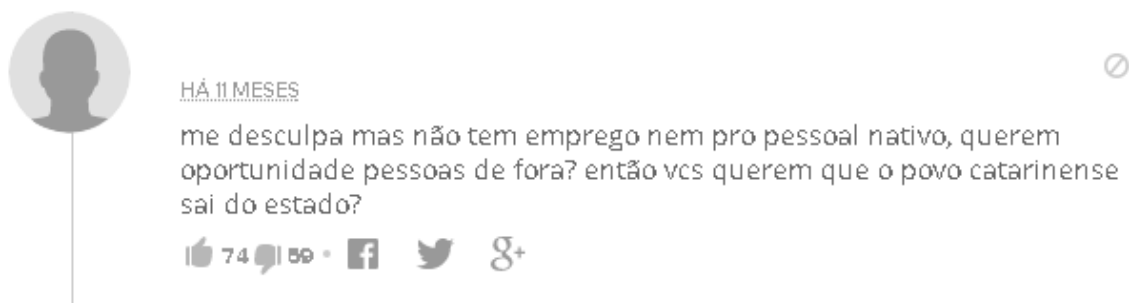 HÁ 11 MESES
me desculpa mas não tem emprego nem pro pessoal nativo, querem
oportunidade pessoas de fora? então vcs querem que o povo catarinense
sai do estado?
74 59